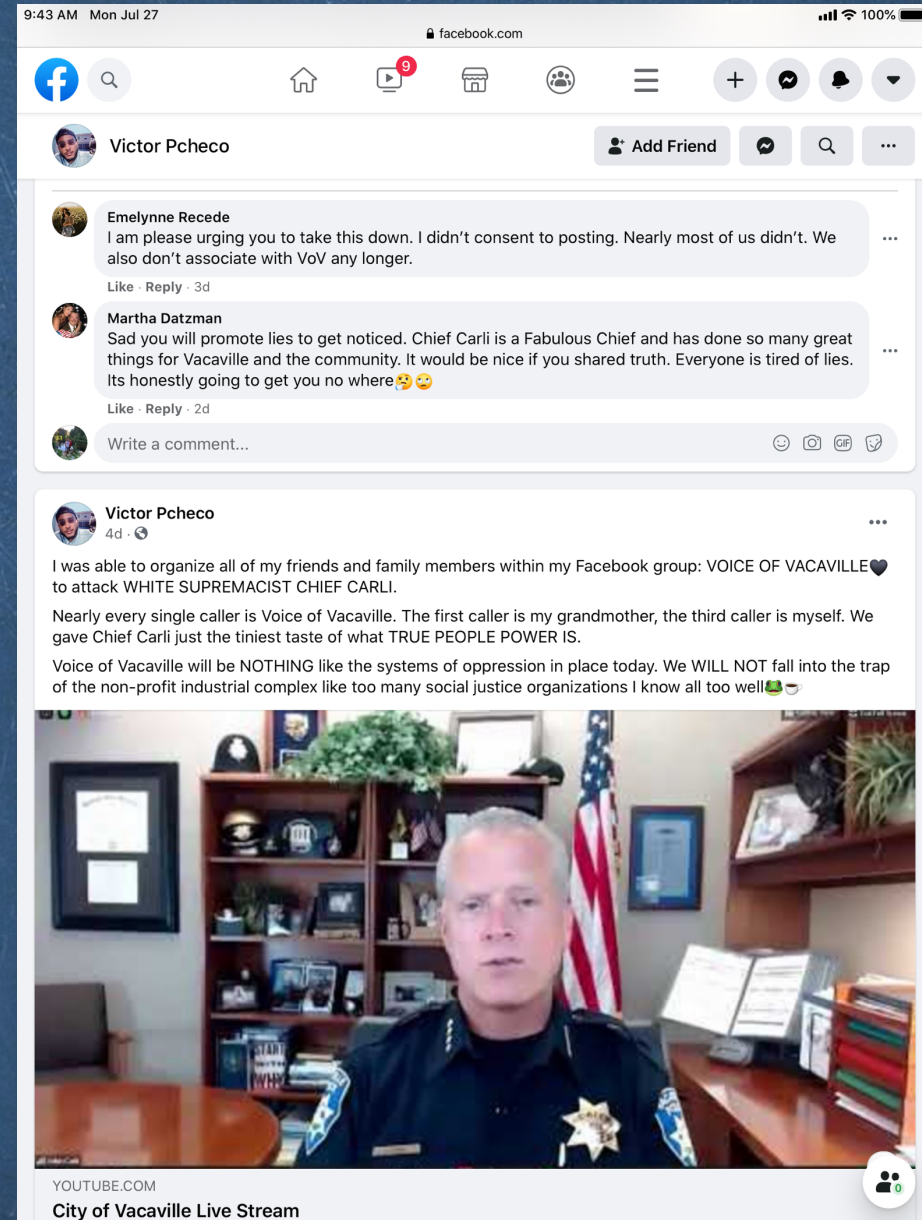 9:43 AM Mon Jul 27
100%
facebook.com
9
Victor Pcheco
Add Friend
Emelynne Recede
I am please urging you to take this down. I didn't consent to posting. Nearly most of us didn't. We
also don't associate with VoV any longer.
Like · Reply · 3d
Martha Datzman
Sad you will promote lies to get noticed. Chief Carli is a Fabulous Chief and has done so many great
things for Vacaville and the community. It would be nice if you shared truth. Everyone is tired of lies.
Its honestly going to get you no where🤔🙄
Like · Reply · 2d
Write a comment...
GIF
Victor Pcheco
4d ·
I was able to organize all of my friends and family members within my Facebook group: VOICE OF VACAVILLE🖤
to attack WHITE SUPREMACIST CHIEF CARLI.
Nearly every single caller is Voice of Vacaville. The first caller is my grandmother, the third caller is myself. We
gave Chief Carli just the tiniest taste of what TRUE PEOPLE POWER IS.
Voice of Vacaville will be NOTHING like the systems of oppression in place today. We WILL NOT fall into the trap
of the non-profit industrial complex like too many social justice organizations I know all too well🐸☕
START
WITH
WHY
YOUTUBE.COM
City of Vacaville Live Stream
0